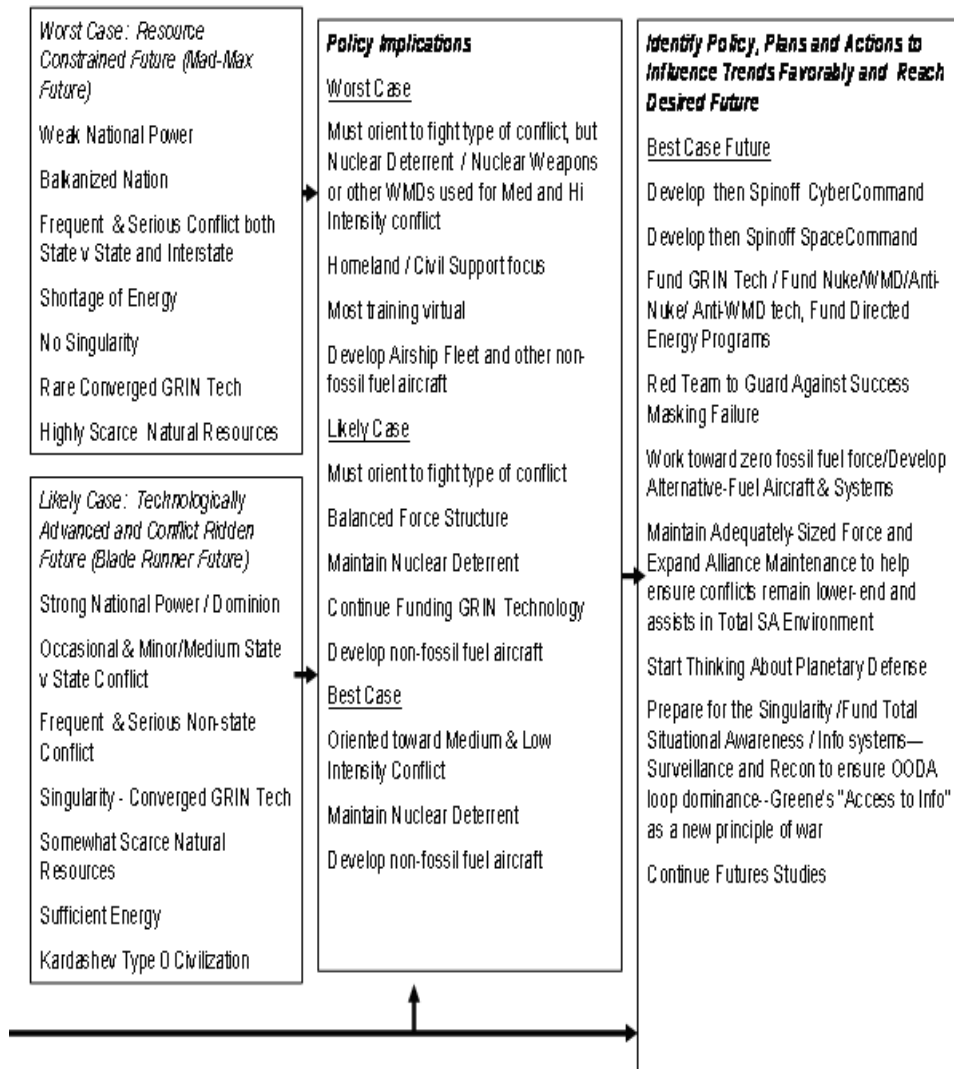 Worst Case: Resource
Constrained Future (Mad-Max
Future)
Weak National Power
Balkanized Nation
Frequent & Serious Conflict both
State v State and Interstate
Shortage of Energy
No Singularity
Rare Converged GRIN Tech
Highly Scarce Natural Resources
Likely Case: Technologically
Advanced and Conflict Ridden
Future (Blade Runner Future)
Strong National Power / Dominion
Occasional & Minor/Medium State
v State Conflict
Frequent & Serious Non-state
Conflict
Singularity - Converged GRIN Tech
Somewhat Scarce Natural
Resources
Sufficient Energy
Kardashev Type 0 Civilization
Policy Implications
Worst Case
Must orient to fight type of conflict, but
Nuclear Deterrent / Nuclear Weapons
or other WMDs used for Med and Hi
Intensity conflict
Homeland / Civil Support focus
Most training virtual
Develop Airship Fleet and other non-
fossil fuel aircraft
Likely Case
Must orient to fight type of conflict
Balanced Force Structure
Maintain Nuclear Deterrent
Continue Funding GRIN Technology
Develop non-fossil fuel aircraft
Best Case
Oriented toward Medium & Low
Intensity Conflict
Maintain Nuclear Deterrent
Develop non-fossil fuel aircraft
Identify Policy, Plans and Actions to
Influence Trends Favorably and Reach
Desired Future
Best Case Future
Develop then Spinoff CyberCommand
Develop then Spinoff SpaceCommand
Fund GRIN Tech / Fund Nuke/WMD/Anti-
Nuke/ Anti-WMD tech, Fund Directed
Energy Programs
Red Team to Guard Against Success
Masking Failure
Work toward zero fossil fuel force/Develop
Alternative-Fuel Aircraft & Systems
Maintain Adequately-Sized Force and
Expand Alliance Maintenance to help
ensure conflicts remain lower-end and
assists in Total SA Environment
Start Thinking About Planetary Defense
Prepare for the Singularity /Fund Total
Situational Awareness / Info systems—
Surveillance and Recon to ensure OODA
loop dominance--Greene's "Access to Info"
as a new principle of war
Continue Futures Studies